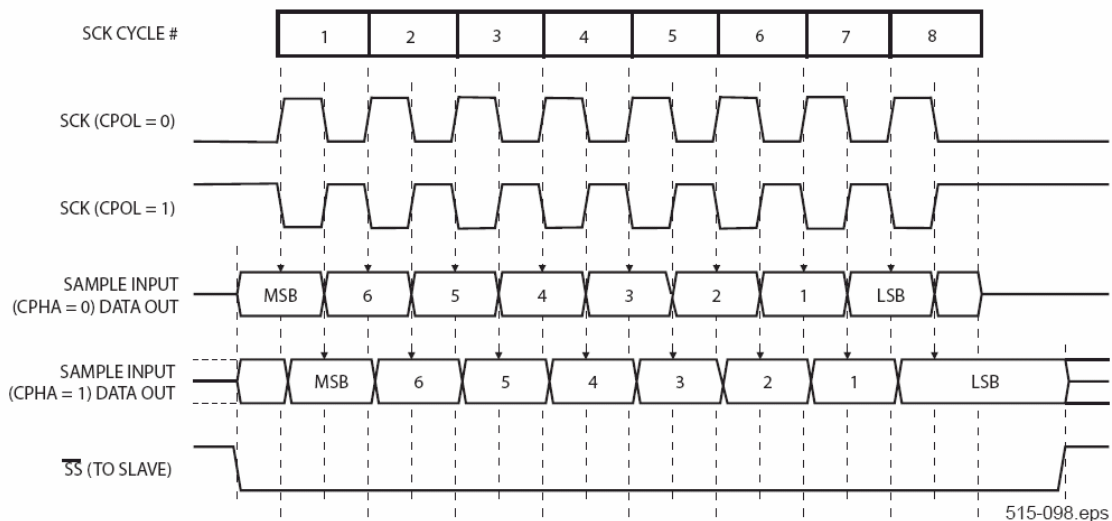 SCK CYCLE #
1 2 3 4 5 6 7 8
SCK (CPOL = 0)
SCK (CPOL = 1)
SAMPLE INPUT
(CPHA = 0) DATA OUT
MSB 6 5 4 3 2 1 LSB
SAMPLE INPUT
(CPHA = 1) DATA OUT
MSB 6 5 4 3 2 1 LSB
SS (TO SLAVE)
515-098.eps